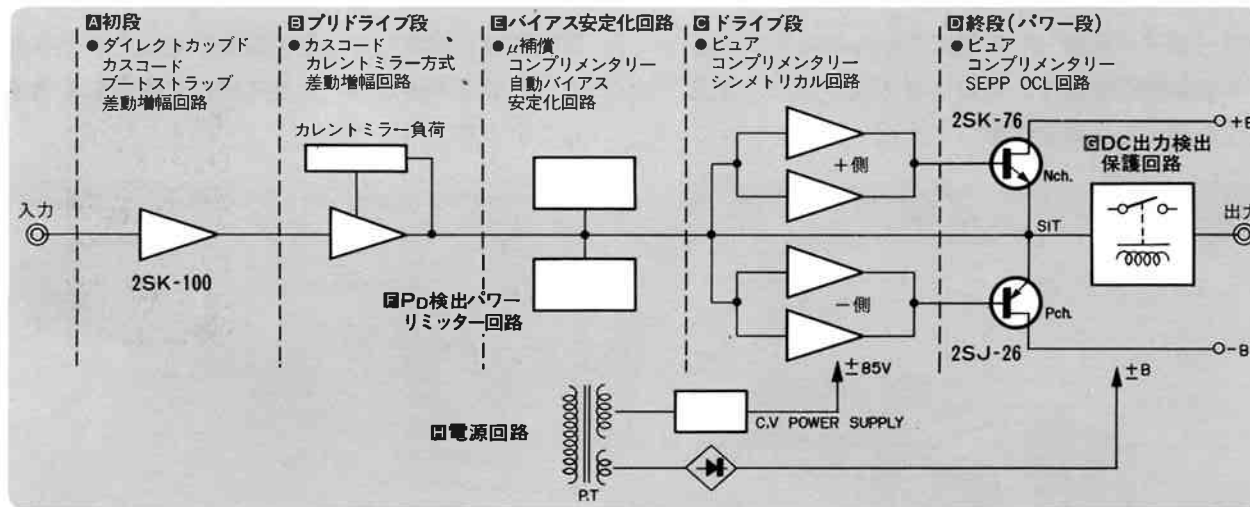 A初段
●ダイレクトカップド
カスコード
ブートストラップ
差動増幅回路
Bプリドライブ段
●カスコード
カレントミラー方式
差動増幅回路
カレントミラー負荷
Eバイアス安定化回路
●μ補償
コンプリメンタリー
自動バイアス
安定化回路
Cドライブ段
●ピュア
コンプリメンタリー
シンメトリカル回路
D終段(パワー段)
●ピュア
コンプリメンタリー
SEPP OCL回路
2SK-76
+B
GDC出力検出
保護回路
+側
Nch.
入力
SIT
出力
2SK-100
FPD検出パワー
リミッター回路
-側
Pch.
2SJ-26
-B
±85V
±B
H電源回路
C.V POWER SUPPLY
P.T